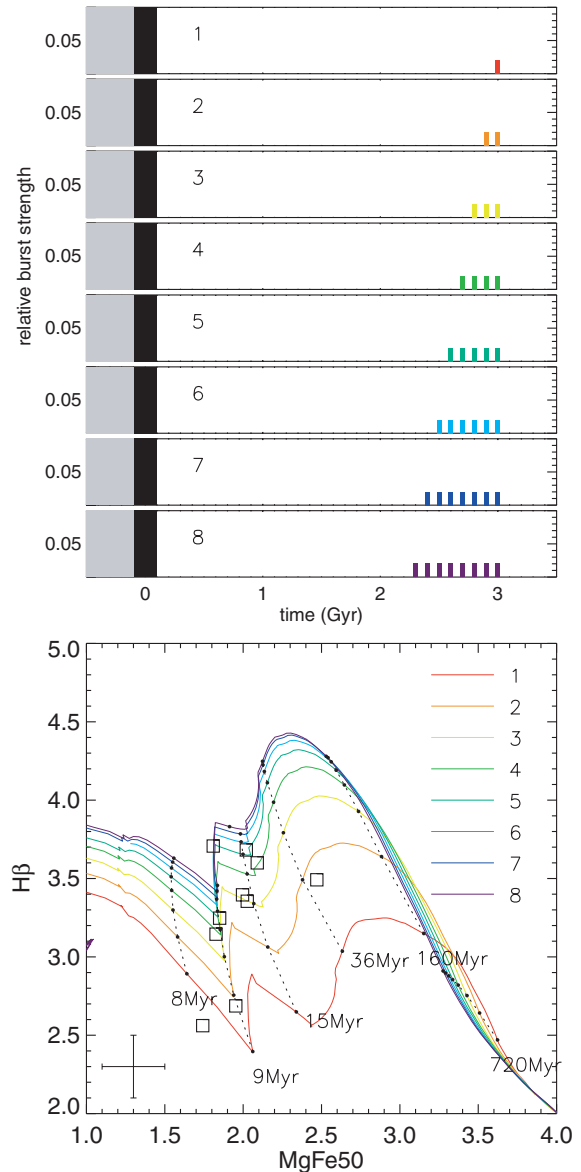 0.05 1
0.05 2
0.05 3
0.05 4
0.05 5
0.05 6
0.05 7
0.05 8
relative burst strength
0 1 2 3
time (Gyr)
5.0
4.5
4.0
3.5
3.0
2.5
2.0
Hβ
1
2
3
4
5
6
7
8
8Myr
9Myr
15Myr
36Myr
160Myr
720Myr
1.0 1.5 2.0 2.5 3.0 3.5 4.0
MgFe50